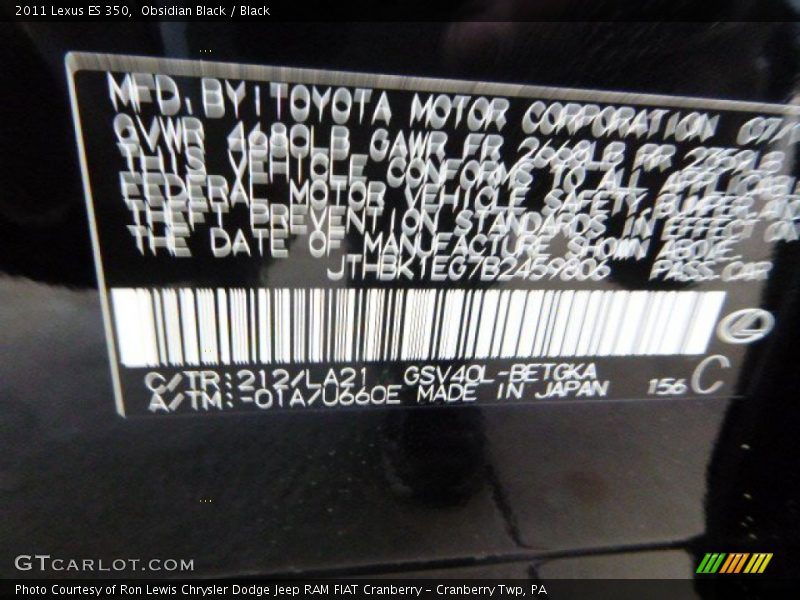 2011 Lexus ES 350, Obsidian Black / Black
MFD. BY: TOYOTA MOTOR CORPORATION 07/
GVWR 4680LB GAWR FR 2668LB RR
THIS VEHICLE CONFORMS TO ALL
FEDERAL MOTOR VEHICLE SAFETY BUMPER AND
THEFT PREVENTION STANDARDS IN EFFECT ON
THE DATE OF MANUFACTURE SHOWN ABOVE.
JTHBK1EG7B2459806 PASS. CAR
C/TR:212/LA21 GSV40L-BETGKA
A/TM:-01A/U660E MADE IN JAPAN 156 C
GTCARLOT.COM
Photo Courtesy of Ron Lewis Chrysler Dodge Jeep RAM FIAT Cranberry - Cranberry Twp, PA